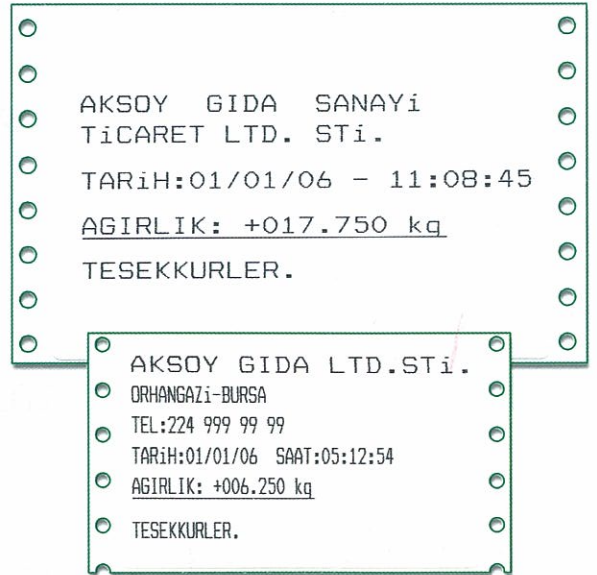 AKSOY GIDA SANAYi
TiCARET LTD. STi.
TARiH:01/01/06 - 11:08:45
AGIRLIK: +017.750 kg
TESEKKURLER.
AKSOY GIDA LTD.STi.
ORHANGAZi-BURSA
TEL:224 999 99 99
TARiH:01/01/06 SAAT:05:12:54
AGIRLIK: +006.250 kg
TESEKKURLER.